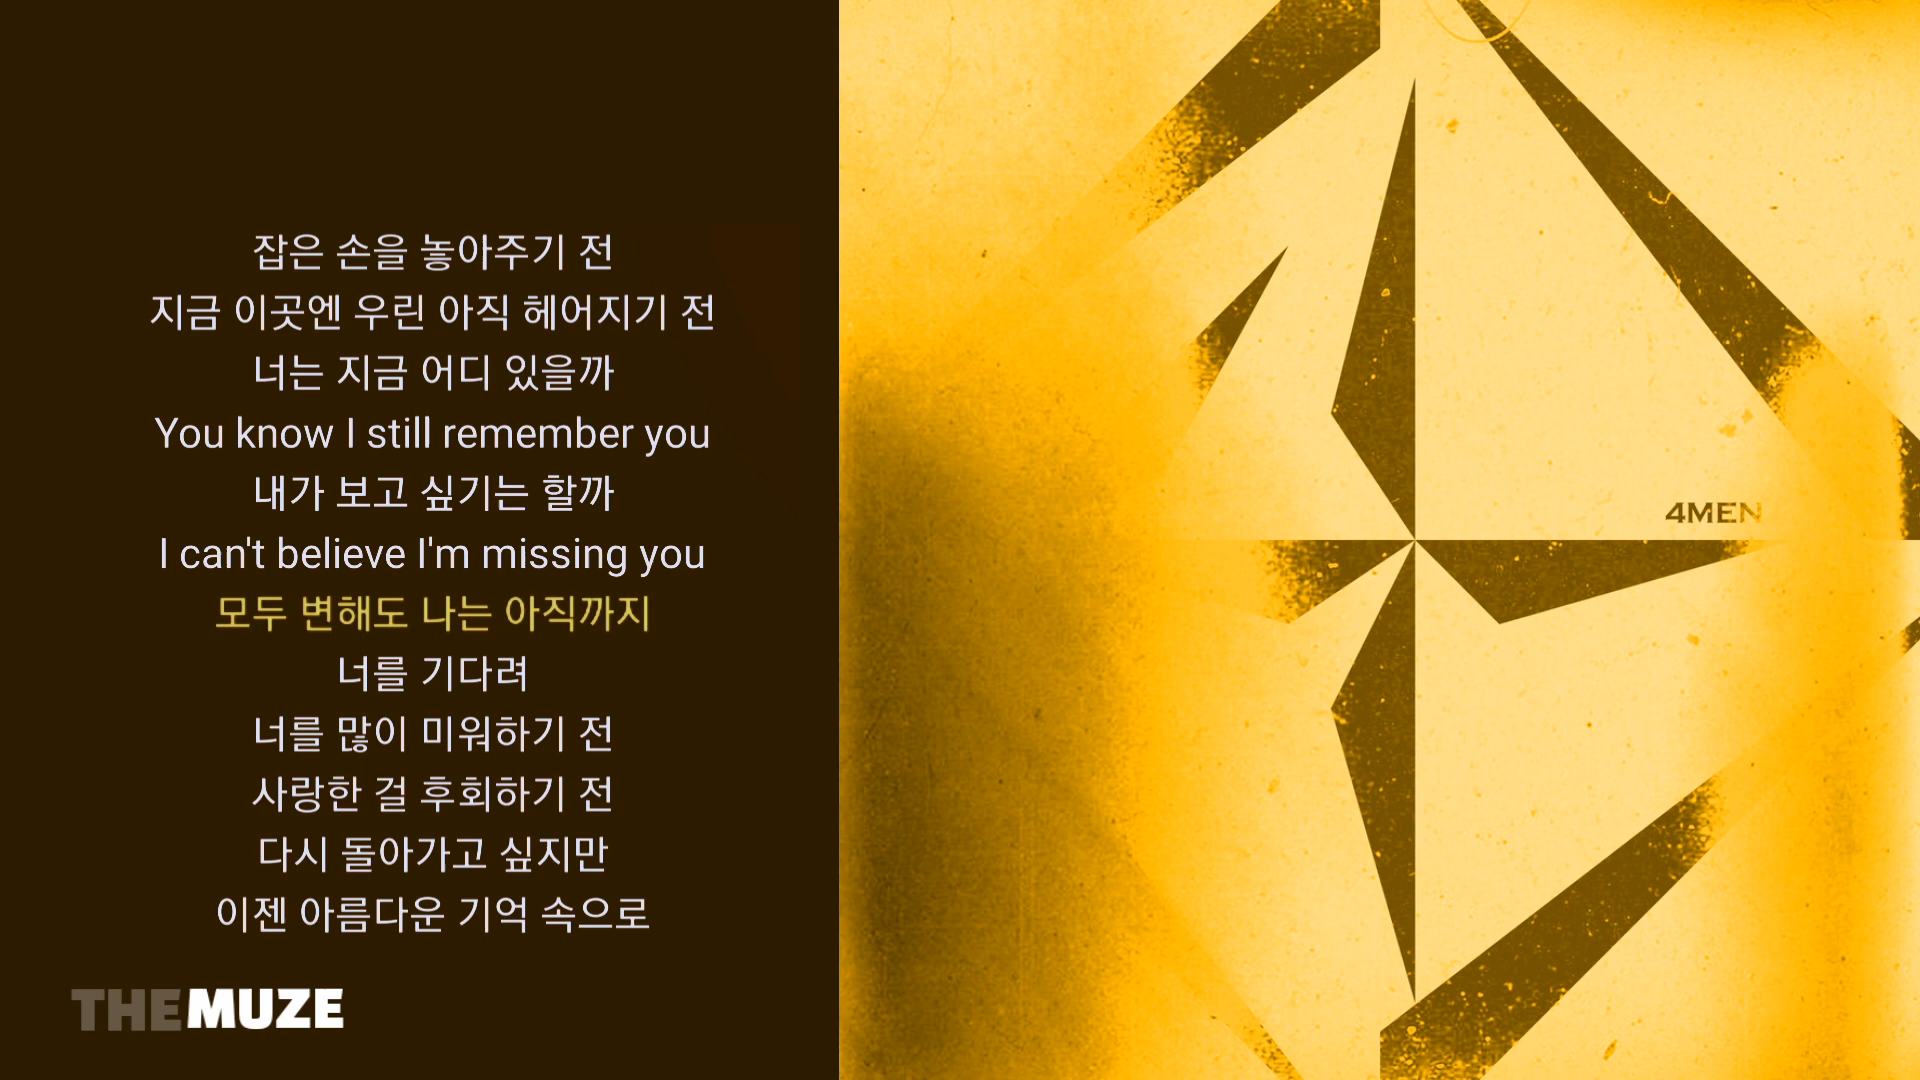 잡은 손을 놓아주기 전
지금 이곳엔 우린 아직 헤어지기 전
너는 지금 어디 있을까
You know I still remember you
내가 보고 싶기는 할까
I can't believe I'm missing you
모두 변해도 나는 아직까지
너를 기다려
너를 많이 미워하기 전
사랑한 걸 후회하기 전
다시 돌아가고 싶지만
이젠 아름다운 기억 속으로
THEMUZE
4MEN